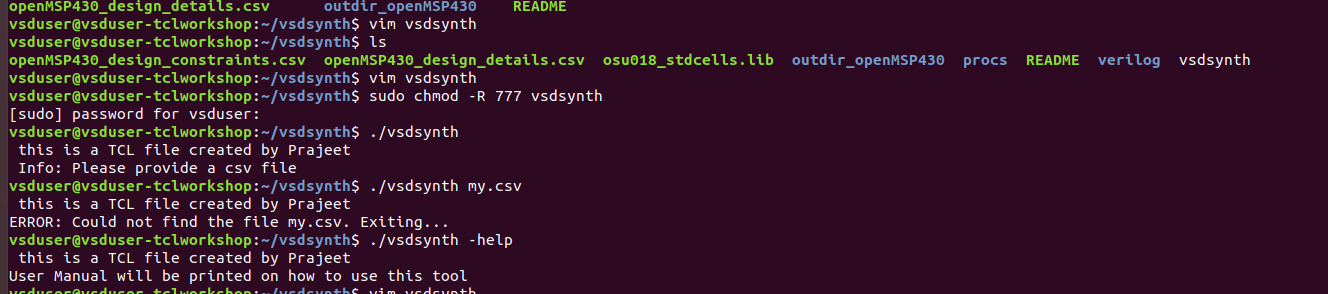 openMSP430_design_details.csv outdir_openMSP430 README
vsduser@vsduser-tclworkshop:~/vsdsynth$ vim vsdsynth
vsduser@vsduser-tclworkshop:~/vsdsynth$ ls
openMSP430_design_constraints.csv openMSP430_design_details.csv osu018_stdcells.lib outdir_openMSP430 procs README verilog vsdsynth
vsduser@vsduser-tclworkshop:~/vsdsynth$ vim vsdsynth
vsduser@vsduser-tclworkshop:~/vsdsynth$ sudo chmod -R 777 vsdsynth
[sudo] password for vsduser:
vsduser@vsduser-tclworkshop:~/vsdsynth$ ./vsdsynth
this is a TCL file created by Prajeet
Info: Please provide a csv file
vsduser@vsduser-tclworkshop:~/vsdsynth$ ./vsdsynth my.csv
this is a TCL file created by Prajeet
ERROR: Could not find the file my.csv. Exiting...
vsduser@vsduser-tclworkshop:~/vsdsynth$ ./vsdsynth -help
this is a TCL file created by Prajeet
User Manual will be printed on how to use this tool
vsduser@vsduser-tclworkshop:~/vsdsynth$ vim vsdsynth